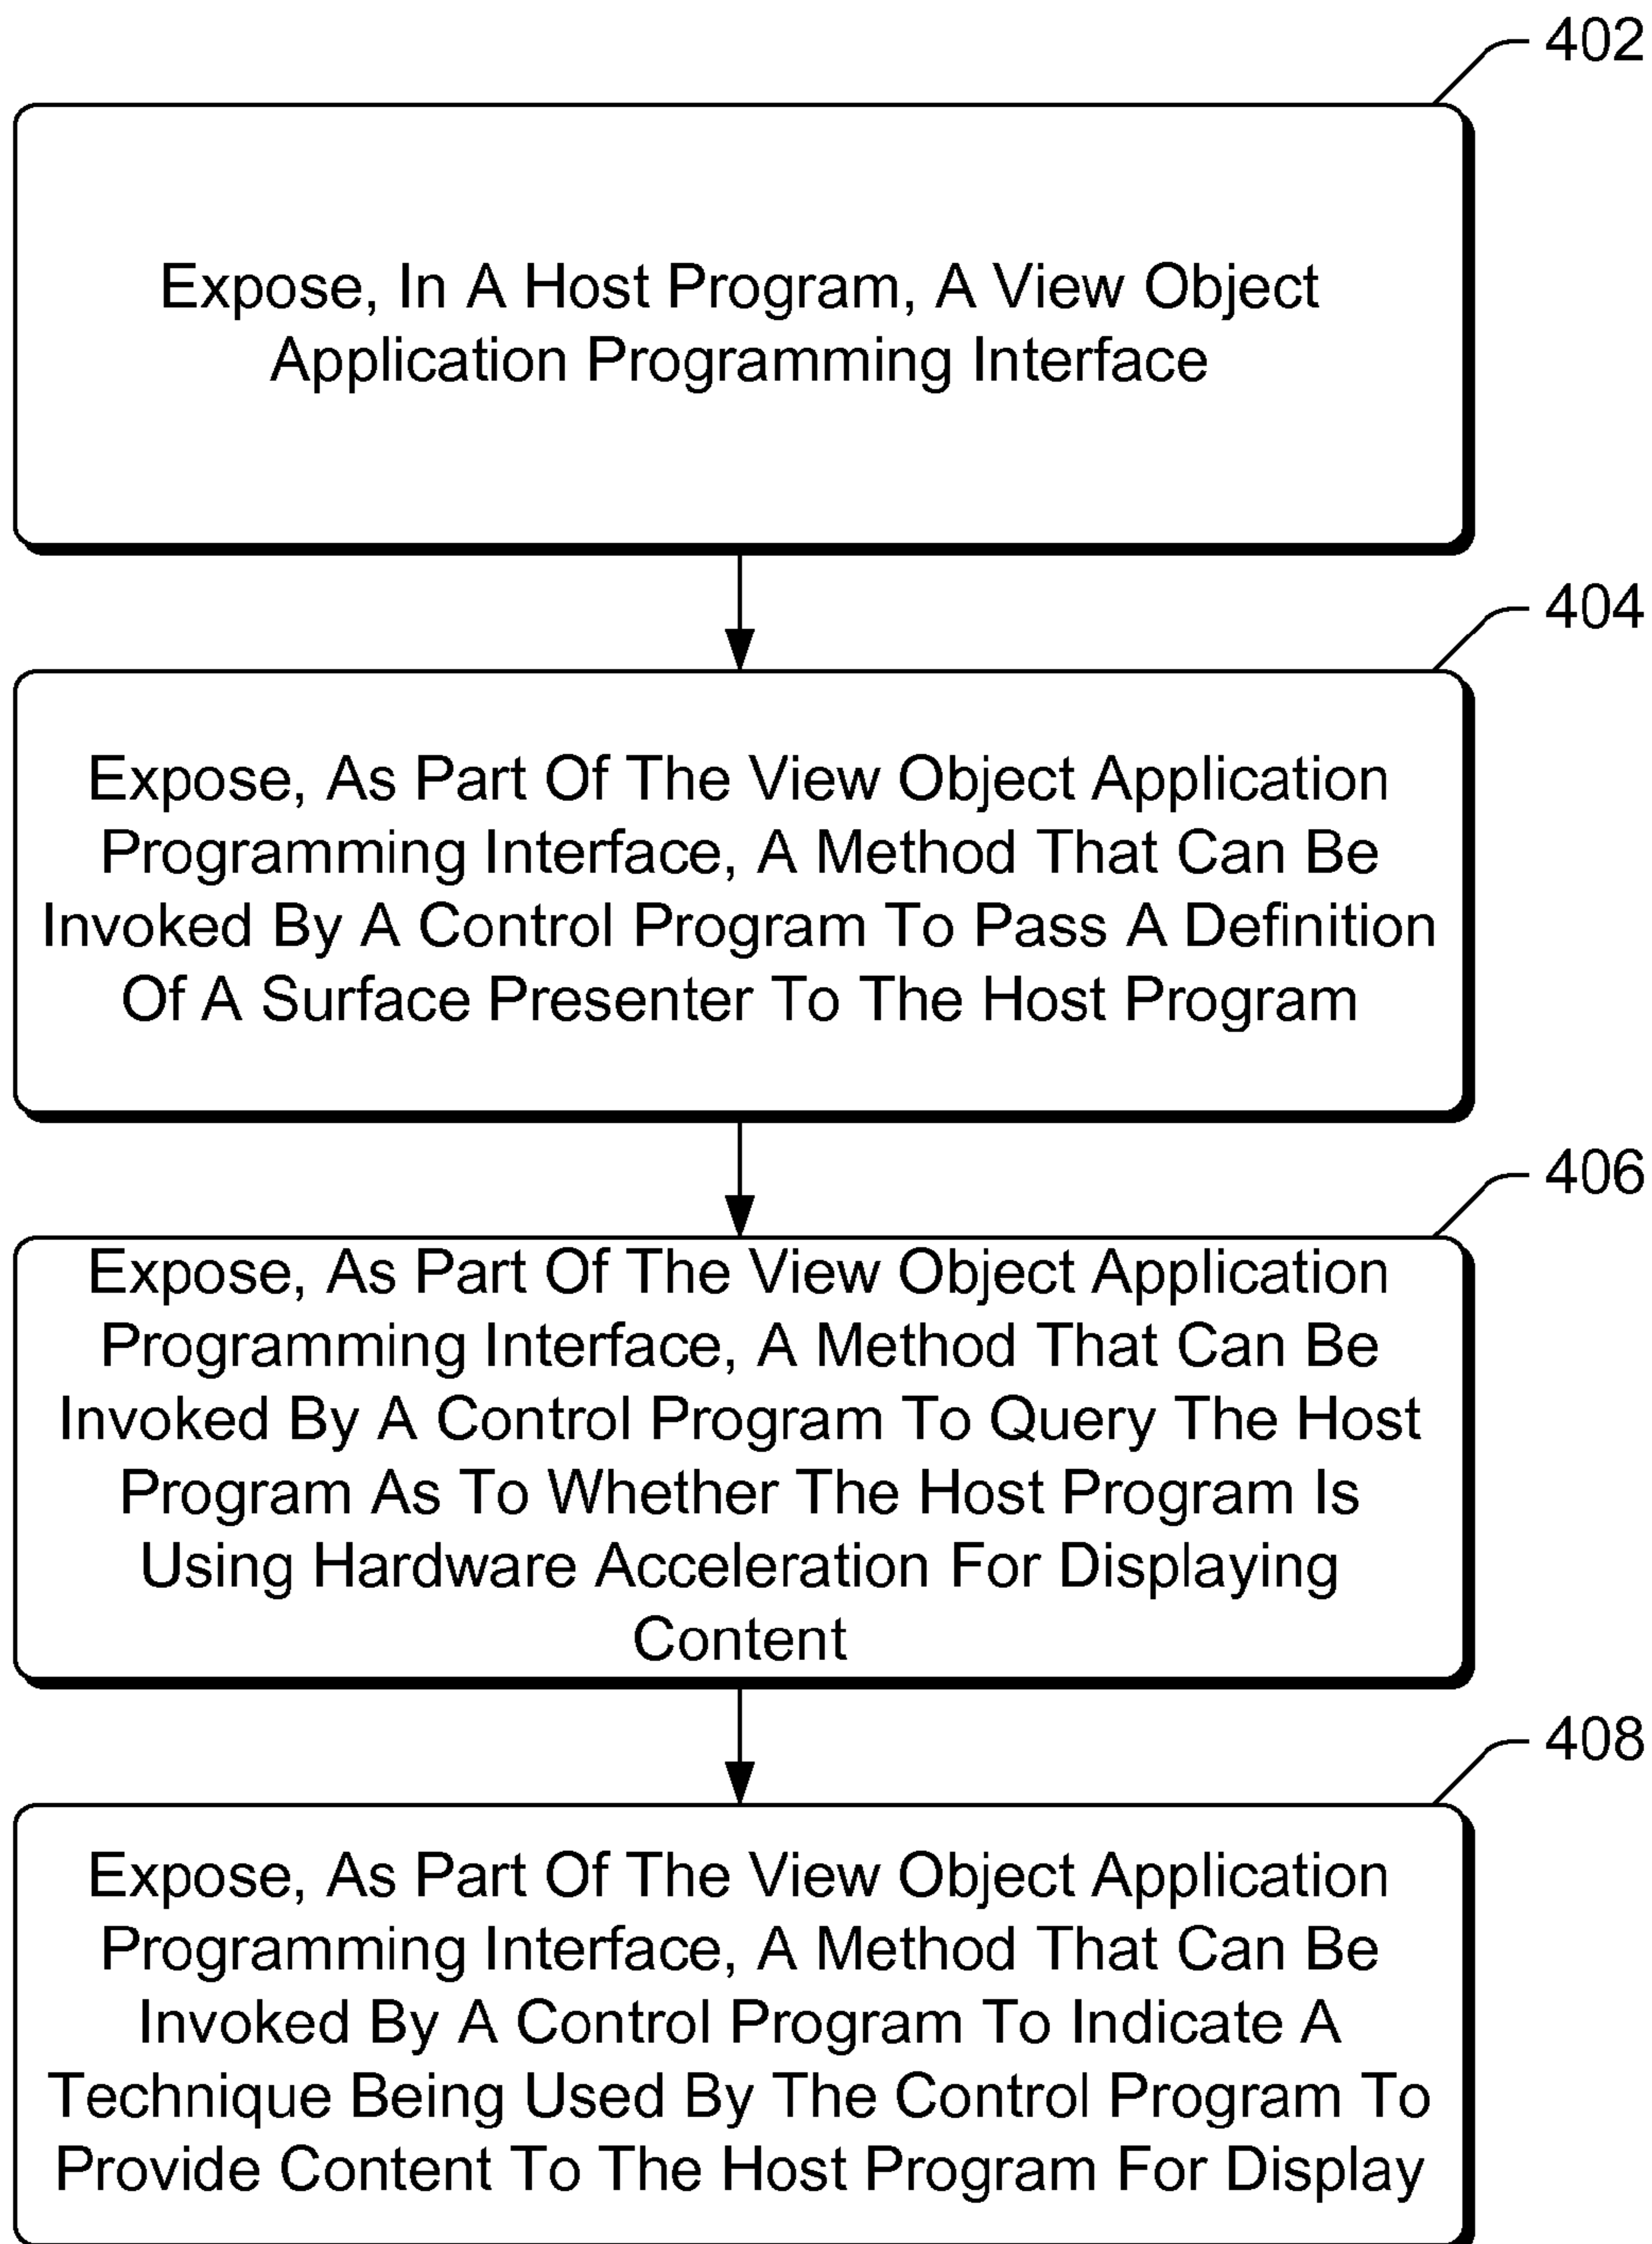 402
Expose, In A Host Program, A View Object
Application Programming Interface
404
Expose, As Part Of The View Object Application
Programming Interface, A Method That Can Be
Invoked By A Control Program To Pass A Definition
Of A Surface Presenter To The Host Program
406
Expose, As Part Of The View Object Application
Programming Interface, A Method That Can Be
Invoked By A Control Program To Query The Host
Program As To Whether The Host Program Is
Using Hardware Acceleration For Displaying
Content
408
Expose, As Part Of The View Object Application
Programming Interface, A Method That Can Be
Invoked By A Control Program To Indicate A
Technique Being Used By The Control Program To
Provide Content To The Host Program For Display